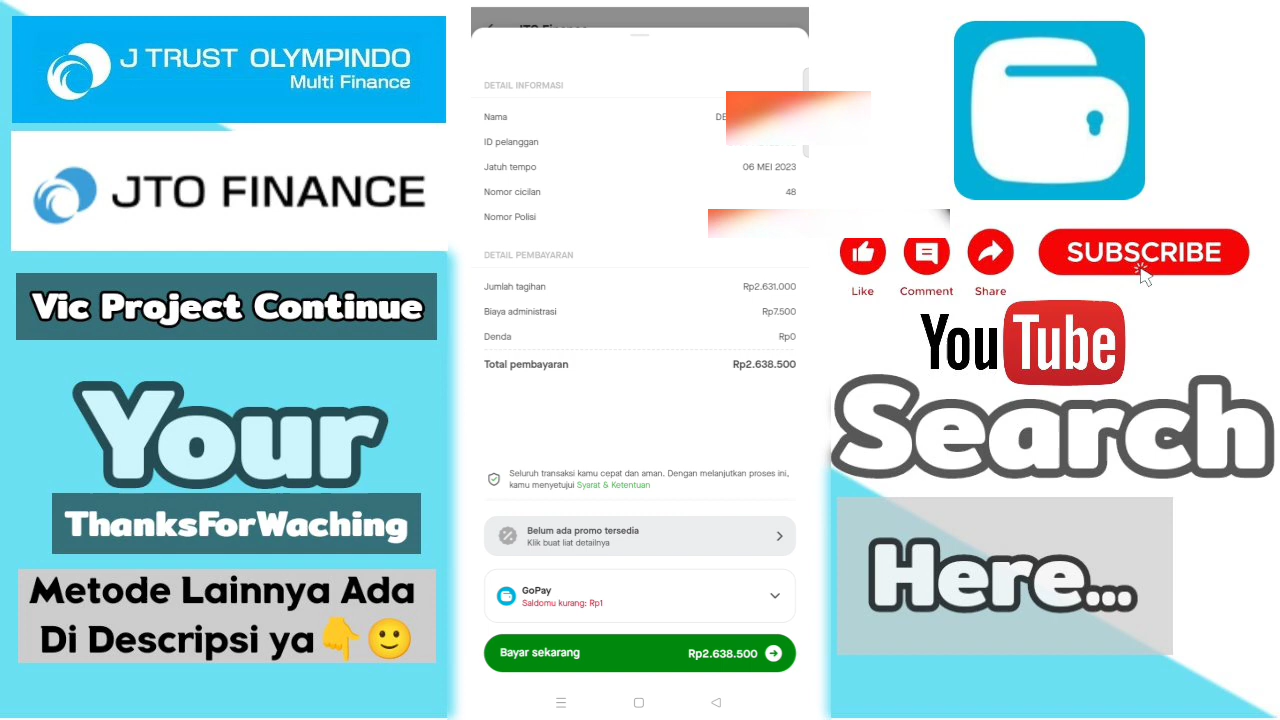 J TRUST OLYMPINDO
Multi Finance
JTO FINANCE
Vic Project Continue
Your
ThanksForWaching
Metode Lainnya Ada
Di Descripsi ya👇🙂
JTO Finance
DETAIL INFORMASI
Nama
ID pelanggan
Jatuh tempo 06 MEI 2023
Nomor cicilan 48
Nomor Polisi
DETAIL PEMBAYARAN
Jumlah tagihan Rp2.631.000
Biaya administrasi Rp7.500
Denda Rp0
Total pembayaran Rp2.638.500
Seluruh transaksi kamu cepat dan aman. Dengan melanjutkan proses ini,
kamu menyetujui Syarat & Ketentuan
Belum ada promo tersedia
Klik buat liat detailnya
GoPay
Saldomu kurang: Rp1
Bayar sekarang Rp2.638.500
Like Comment Share
SUBSCRIBE
YouTube
Search
Here...